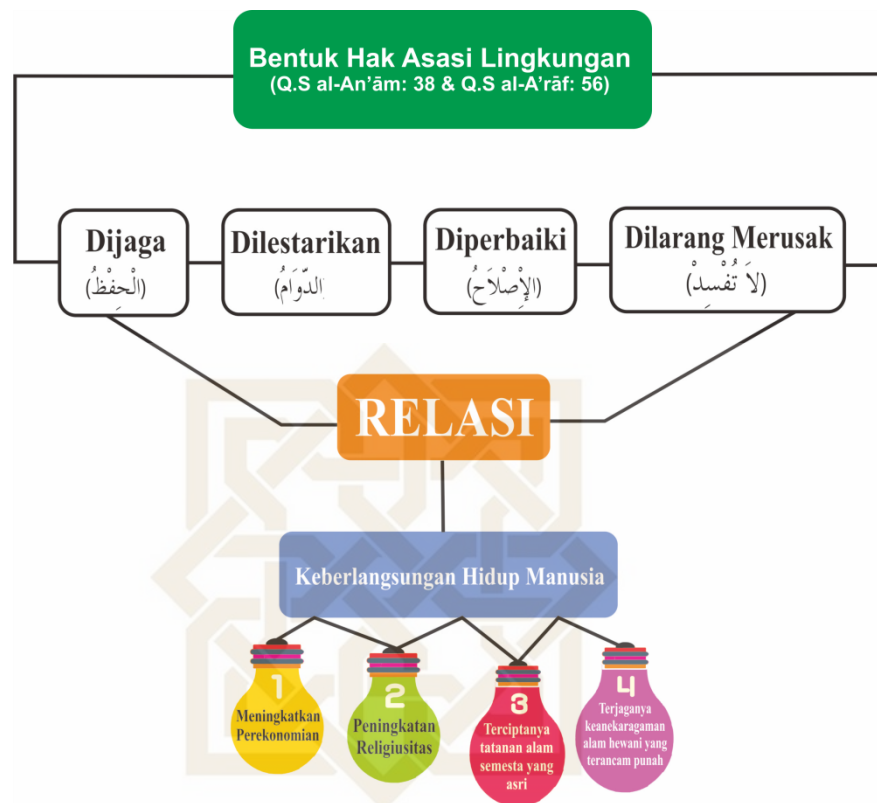 Bentuk Hak Asasi Lingkungan
(Q.S al-An’ām: 38 & Q.S al-A’rāf: 56)
Dijaga
(الْحِفْظُ)
Dilestarikan
(الدَّوَامُ)
Diperbaiki
(الإِصْلَاحُ)
Dilarang Merusak
(لَا تُفْسِدْ)
RELASI
Keberlangsungan Hidup Manusia
1
Meningkatkan
Perekonomian
2
Peningkatan
Religiusitas
3
Terciptanya
tatanan alam
semesta yang
asri
4
Terjaganya
keanekaragaman
alam hewani yang
terancam punah